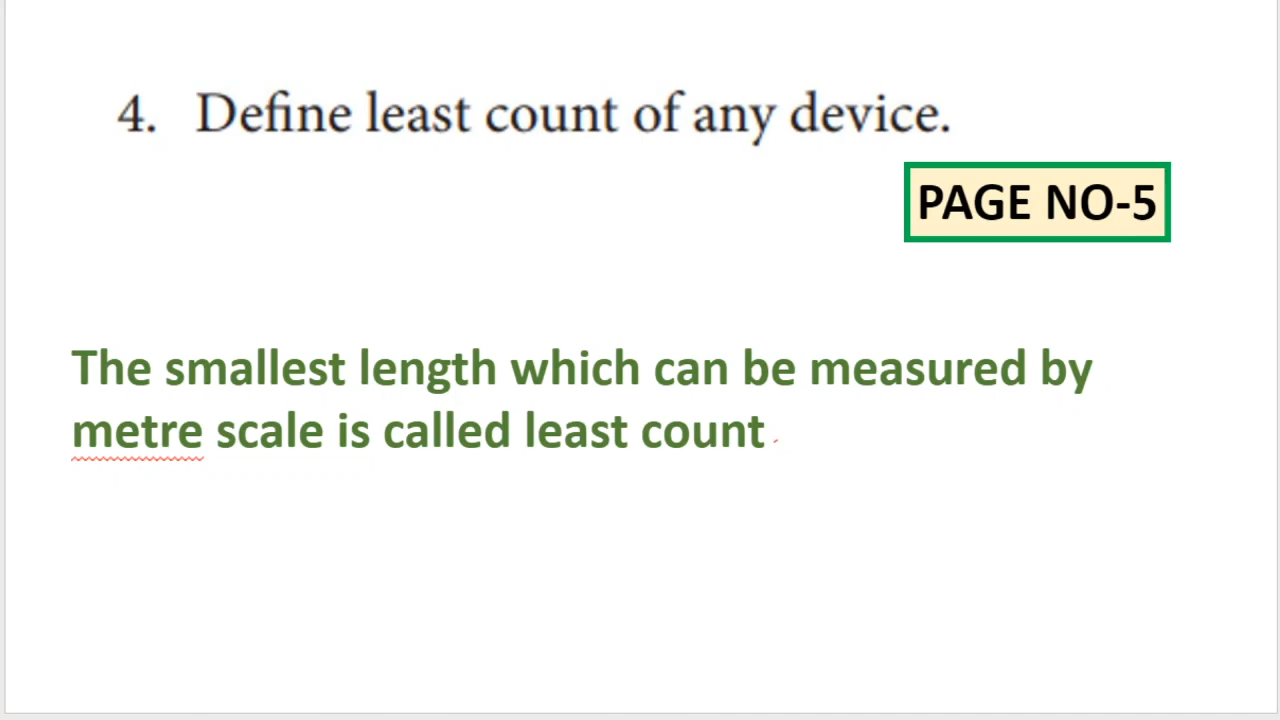 4. Define least count of any device.
PAGE NO-5
The smallest length which can be measured by
metre scale is called least count